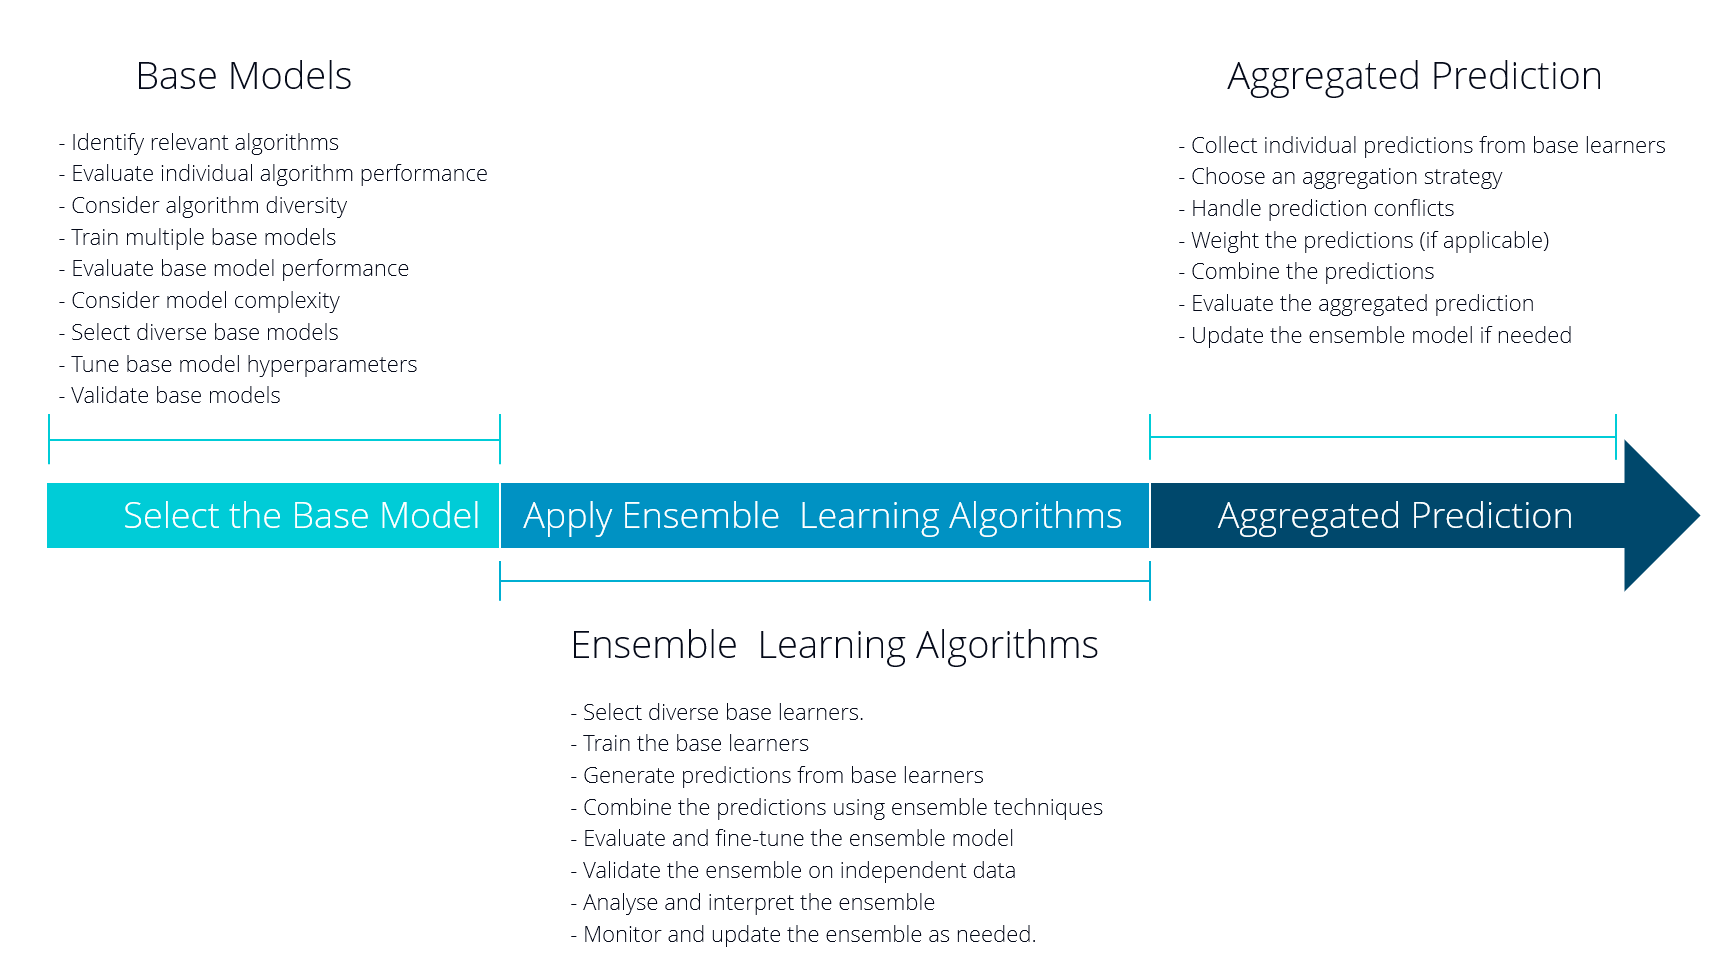 Base Models
- Identify relevant algorithms
- Evaluate individual algorithm performance
- Consider algorithm diversity
- Train multiple base models
- Evaluate base model performance
- Consider model complexity
- Select diverse base models
- Tune base model hyperparameters
- Validate base models
Aggregated Prediction
- Collect individual predictions from base learners
- Choose an aggregation strategy
- Handle prediction conflicts
- Weight the predictions (if applicable)
- Combine the predictions
- Evaluate the aggregated prediction
- Update the ensemble model if needed
Select the Base Model
Apply Ensemble  Learning Algorithms
Aggregated Prediction
Ensemble  Learning Algorithms
- Select diverse base learners.
- Train the base learners
- Generate predictions from base learners
- Combine the predictions using ensemble techniques
- Evaluate and fine-tune the ensemble model
- Validate the ensemble on independent data
- Analyse and interpret the ensemble
- Monitor and update the ensemble as needed.